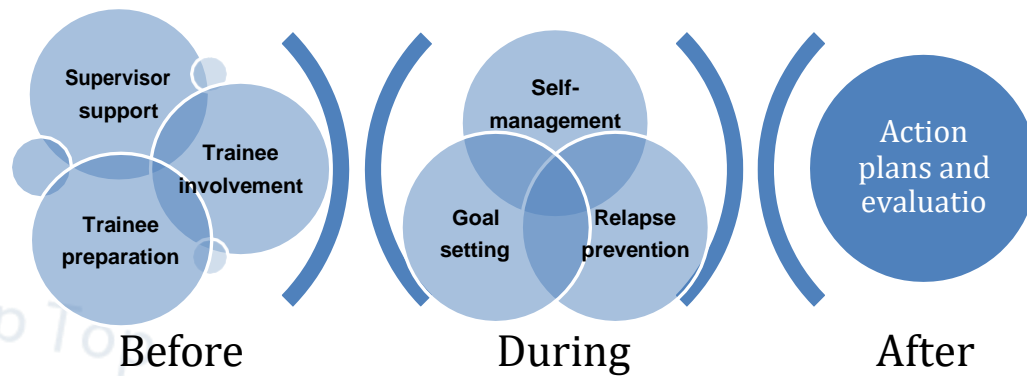 Supervisor
support
Trainee
involvement
Trainee
preparation
Self-
management
Goal
setting
Relapse
prevention
Action
plans and
evaluatio
p Top
Before
During
After